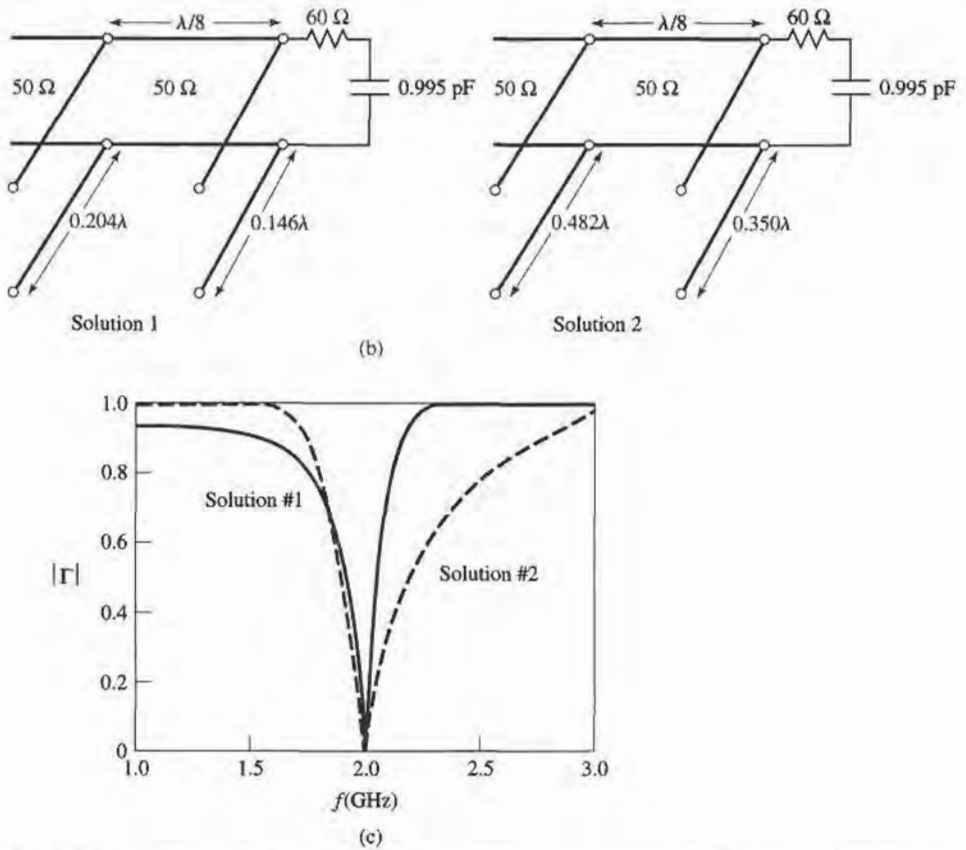 λ/8
60 Ω
50 Ω
50 Ω
0.995 pF
0.204λ
0.146λ
Solution 1
λ/8
60 Ω
50 Ω
50 Ω
0.995 pF
0.482λ
0.350λ
Solution 2
(b)
1.0
0.8
0.6
0.4
0.2
0
|Γ|
Solution #1
Solution #2
1.0 1.5 2.0 2.5 3.0
f(GHz)
(c)